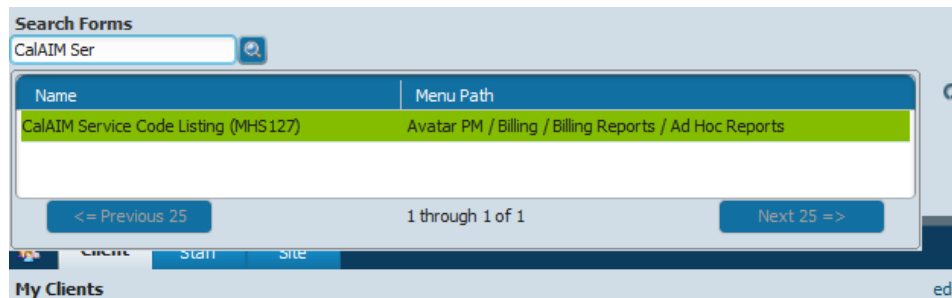 Search Forms
CalAIM Ser
Name Menu Path
CalAIM Service Code Listing (MHS127) Avatar PM / Billing / Billing Reports / Ad Hoc Reports
<= Previous 25 1 through 1 of 1 Next 25 =>
Client Staff Site
My Clients ed